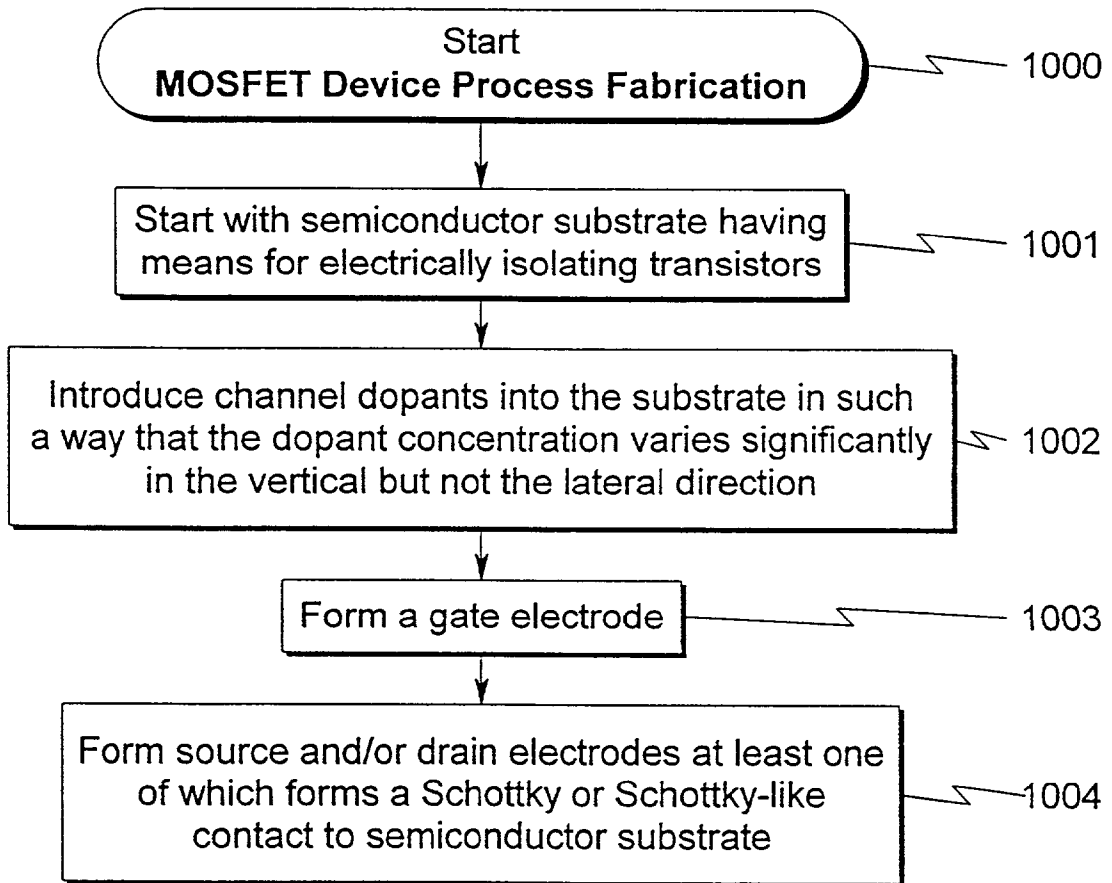 Start
MOSFET Device Process Fabrication
1000
Start with semiconductor substrate having
means for electrically isolating transistors
1001
Introduce channel dopants into the substrate in such
a way that the dopant concentration varies significantly
in the vertical but not the lateral direction
1002
Form a gate electrode
1003
Form source and/or drain electrodes at least one
of which forms a Schottky or Schottky-like
contact to semiconductor substrate
1004